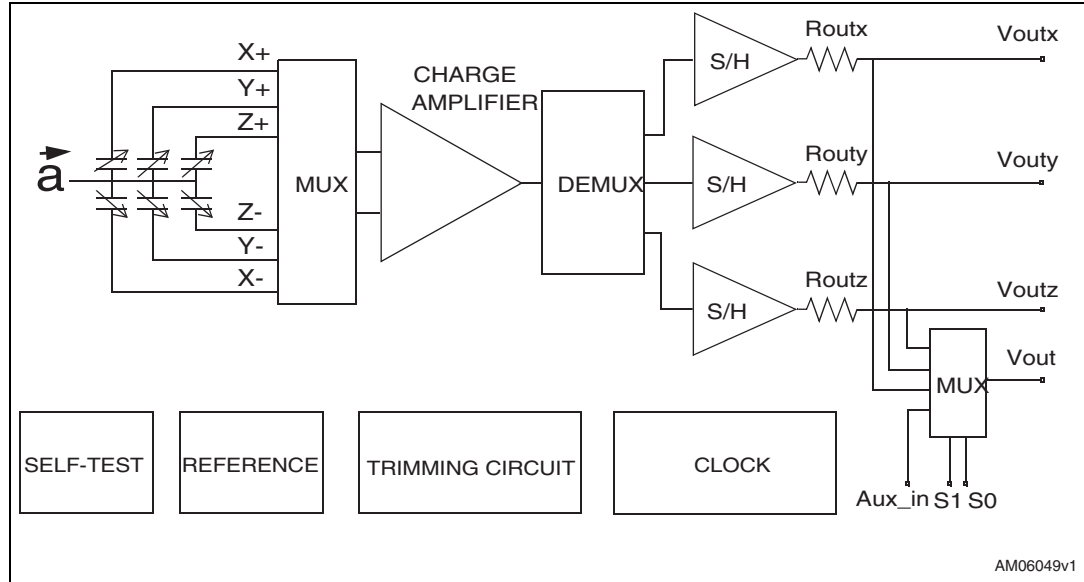 X+
Y+
Z+
a
Z-
Y-
X-
MUX
CHARGE
AMPLIFIER
DEMUX
S/H
Routx
Voutx
S/H
Routy
Vouty
S/H
Routz
Voutz
MUX
Vout
Aux_in
S1
S0
SELF-TEST
REFERENCE
TRIMMING CIRCUIT
CLOCK
AM06049v1